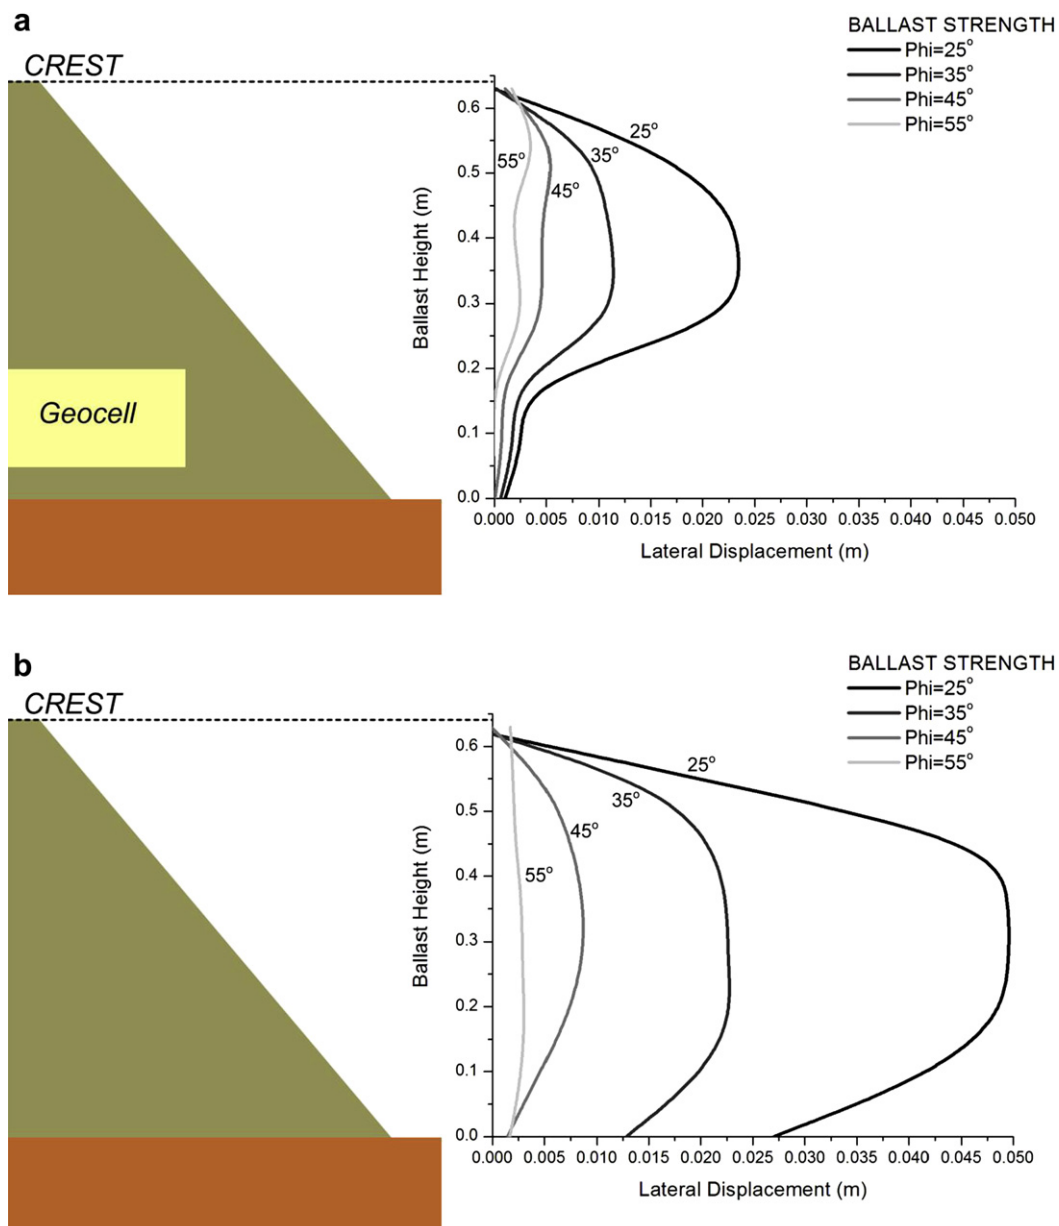 a
BALLAST STRENGTH
Phi=25°
Phi=35°
Phi=45°
Phi=55°
CREST
Geocell
Ballast Height (m)
0.6
0.5
0.4
0.3
0.2
0.1
0.0
25°
35°
55°
45°
0.000 0.005 0.010 0.015 0.020 0.025 0.030 0.035 0.040 0.045 0.050
Lateral Displacement (m)
b
BALLAST STRENGTH
Phi=25°
Phi=35°
Phi=45°
Phi=55°
CREST
Ballast Height (m)
0.6
0.5
0.4
0.3
0.2
0.1
0.0
25°
35°
45°
55°
0.000 0.005 0.010 0.015 0.020 0.025 0.030 0.035 0.040 0.045 0.050
Lateral Displacement (m)